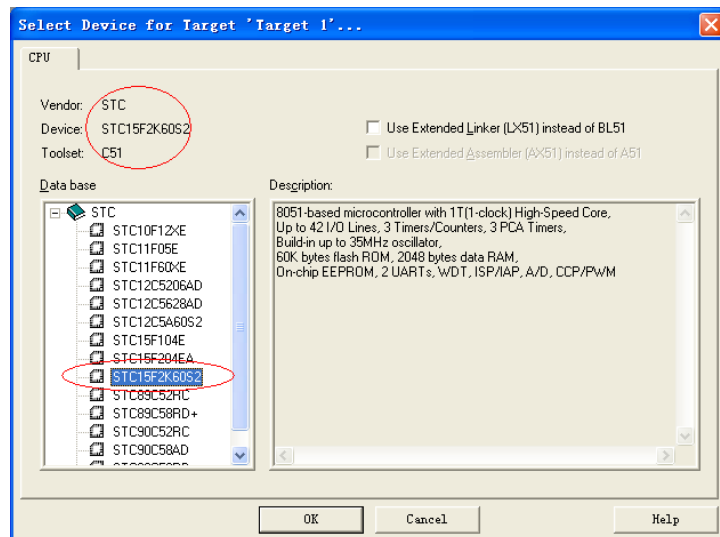 Select Device for Target 'Target 1'...
CPU
Vendor: STC
Device: STC15F2K60S2
Toolset: C51
Use Extended Linker (LX51) instead of BL51
Use Extended Assembler (AX51) instead of A51
Data base
Description:
STC
STC10F12XE
STC11F05E
STC11F60XE
STC12C5206AD
STC12C5628AD
STC12C5A60S2
STC15F104E
STC15F204EA
STC15F2K60S2
STC89C52RC
STC89C58RD+
STC90C52RC
STC90C58AD
8051-based microcontroller with 1T(1-clock) High-Speed Core,
Up to 42 I/O Lines, 3 Timers/Counters, 3 PCA Timers,
Build-in up to 35MHz oscillator,
60K bytes flash ROM, 2048 bytes data RAM,
On-chip EEPROM, 2 UARTs, WDT, ISP/IAP, A/D, CCP/PWM
OK
Cancel
Help